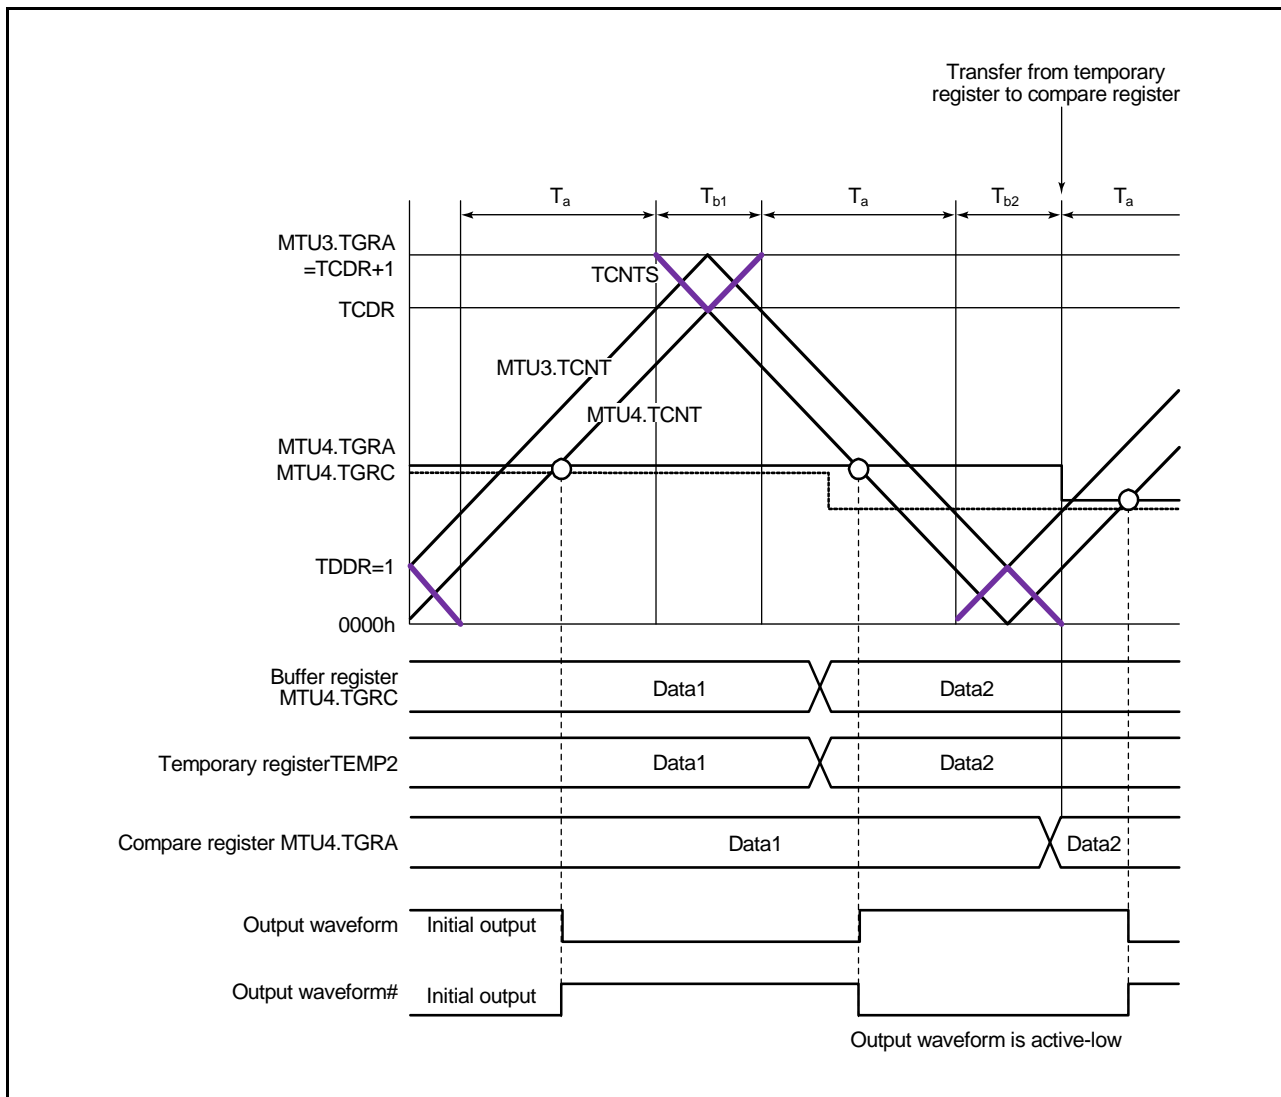 Transfer from temporary
register to compare register
Ta
Tb1
Ta
Tb2
Ta
MTU3.TGRA
=TCDR+1
TCNTS
TCDR
MTU3.TCNT
MTU4.TCNT
MTU4.TGRA
MTU4.TGRC
TDDR=1
0000h
Buffer register
MTU4.TGRC
Data1
Data2
Temporary registerTEMP2
Data1
Data2
Compare register MTU4.TGRA
Data1
Data2
Output waveform
Initial output
Output waveform#
Initial output
Output waveform is active-low